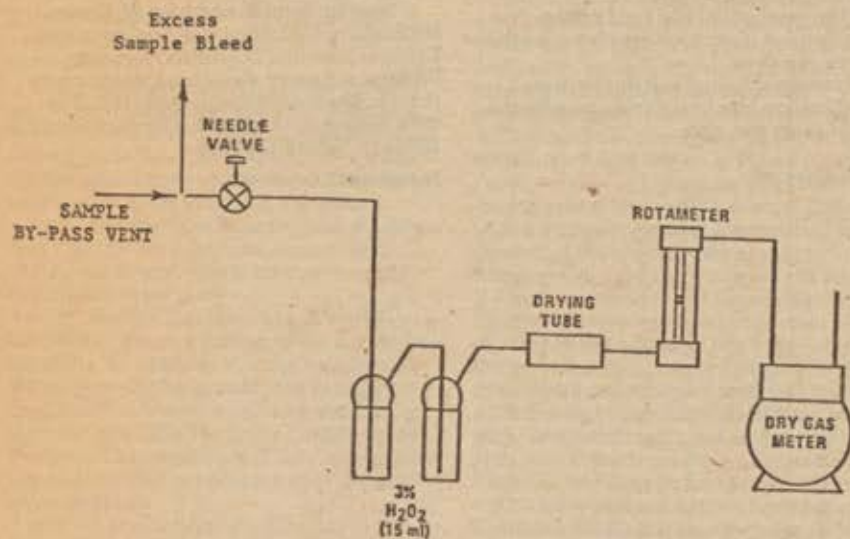 Excess
Sample Bleed
NEEDLE
VALVE
SAMPLE
BY-PASS VENT
ROTAMETER
DRYING
TUBE
DRY GAS
METER
3%
H₂O₂
(15 ml)